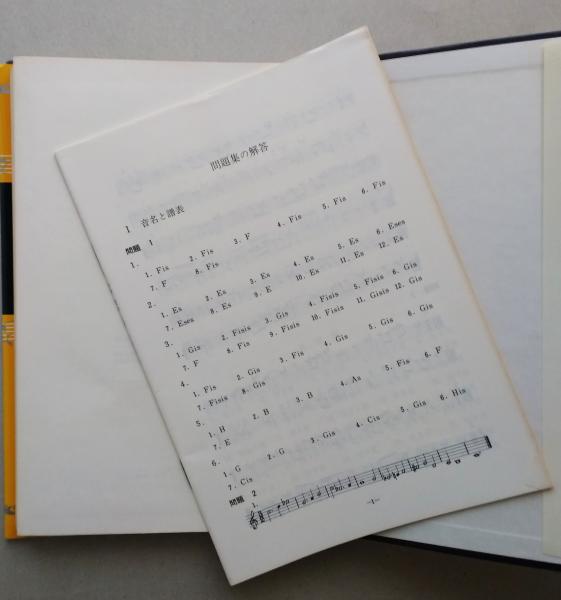 問題集の解答
1 音名と譜表
問題 1
1.
1. Fis 2. Fis 3. F 4. Fis 5. Fis 6. Fis
7. F 8. Fis
2.
1. Es 2. Es 3. Es 4. Es 5. Es 6. Eses
7. Eses 8. Es 9. E 10. Es 11. Es 12. Es
3.
1. Gis 2. Fisis 3. Gis 4. Fisis 5. Fisis 6. Gis
7. F 8. Fis 9. Fisis 10. Fisis 11. Gisis 12. Gis
4.
1. Fis 2. Gis 3. Fis 4. Gis 5. Gis 6. Gis
7. Fisis 8. Gis
5.
1. H 2. B 3. B 4. As 5. Fis 6. F
7. E
6.
1. G 2. G 3. Gis 4. Cis 5. Gis 6. His
7. Cis
問題 2
1.
—1—